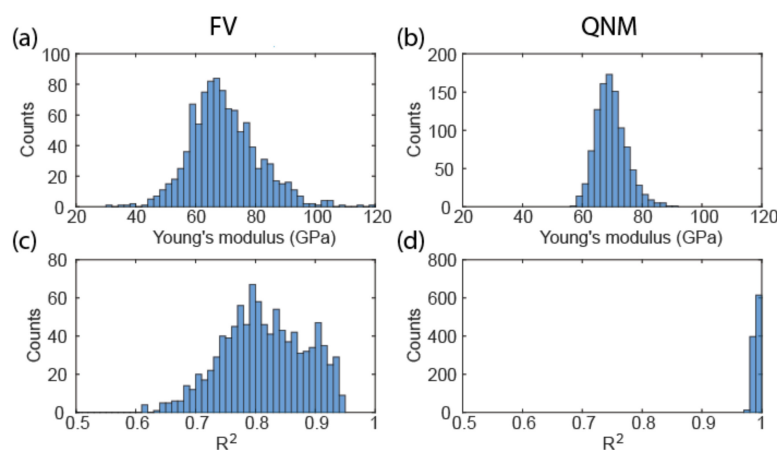 FV
QNM
(a)
100
80
60
40
20
0
Counts
20 40 60 80 100 120
Young's modulus (GPa)
(b)
200
150
100
50
0
Counts
20 40 60 80 100 120
Young's modulus (GPa)
(c)
80
60
40
20
0
Counts
0.5 0.6 0.7 0.8 0.9 1
R²
(d)
800
600
400
200
0
Counts
0.5 0.6 0.7 0.8 0.9 1
R²